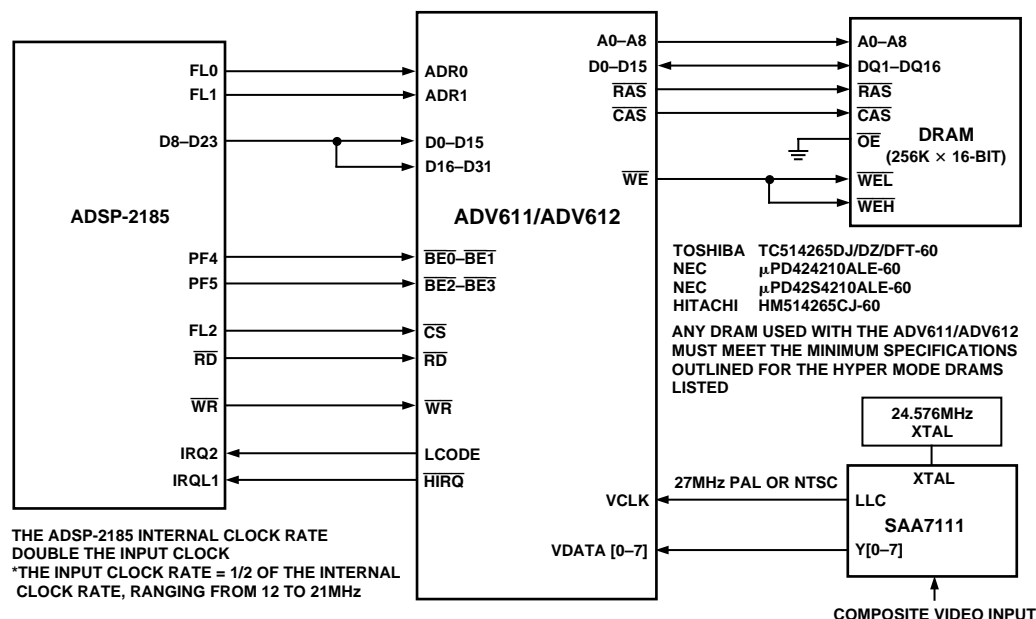 ADSP-2185
FL0
FL1
D8–D23
PF4
PF5
FL2
RD
WR
IRQ2
IRQL1
ADV611/ADV612
ADR0
ADR1
D0–D15
D16–D31
BE0–BE1
BE2–BE3
CS
RD
WR
LCODE
HIRQ
A0–A8
D0–D15
RAS
CAS
WE
VCLK
VDATA [0–7]
A0–A8
DQ1–DQ16
RAS
CAS
OE
DRAM
(256K × 16-BIT)
WEL
WEH
TOSHIBA TC514265DJ/DZ/DFT-60
NEC μPD424210ALE-60
NEC μPD42S4210ALE-60
HITACHI HM514265CJ-60
ANY DRAM USED WITH THE ADV611/ADV612
MUST MEET THE MINIMUM SPECIFICATIONS
OUTLINED FOR THE HYPER MODE DRAMS
LISTED
24.576MHz
XTAL
XTAL
27MHz PAL OR NTSC
LLC
SAA7111
Y[0–7]
COMPOSITE VIDEO INPUT
THE ADSP-2185 INTERNAL CLOCK RATE
DOUBLE THE INPUT CLOCK
*THE INPUT CLOCK RATE = 1/2 OF THE INTERNAL
CLOCK RATE, RANGING FROM 12 TO 21MHz